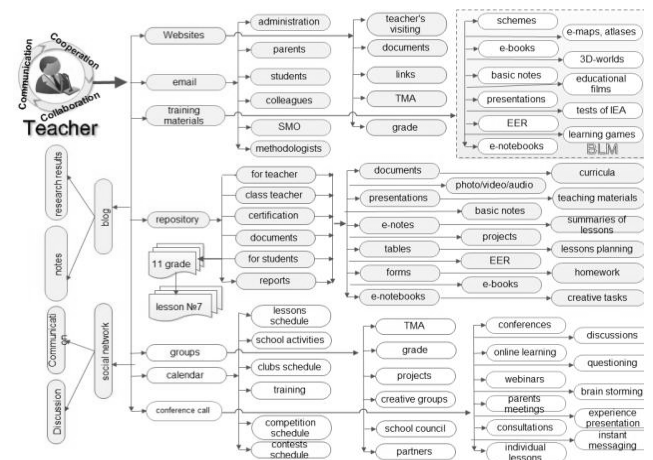 Communication
Cooperation
Collaboration
Teacher
Websites
email
training
materials
administration
parents
students
colleagues
SMO
methodologists
teacher's
visiting
documents
links
TMA
grade
schemes
e-books
basic notes
presentations
EER
e-notebooks
e-maps, atlases
3D-worlds
educational
films
tests of IEA
learning games
BLM
research results
notes
blog
repository
for teacher
class teacher
certification
documents
for students
reports
11 grade
lesson №7
documents
presentations
e-notes
tables
forms
e-notebooks
photo/video/audio
basic notes
projects
EER
e-books
curricula
teaching materials
summaries of
lessons
lessons planning
homework
creative tasks
Communicati
on
Discussion
social network
groups
calendar
conference call
lessons
schedule
school activities
clubs schedule
training
competition
schedule
contests
schedule
TMA
grade
projects
creative groups
school council
partners
conferences
online learning
webinars
parents
meetings
consultations
individual
lessons
discussions
questioning
brain storming
experience
presentation
instant
messaging